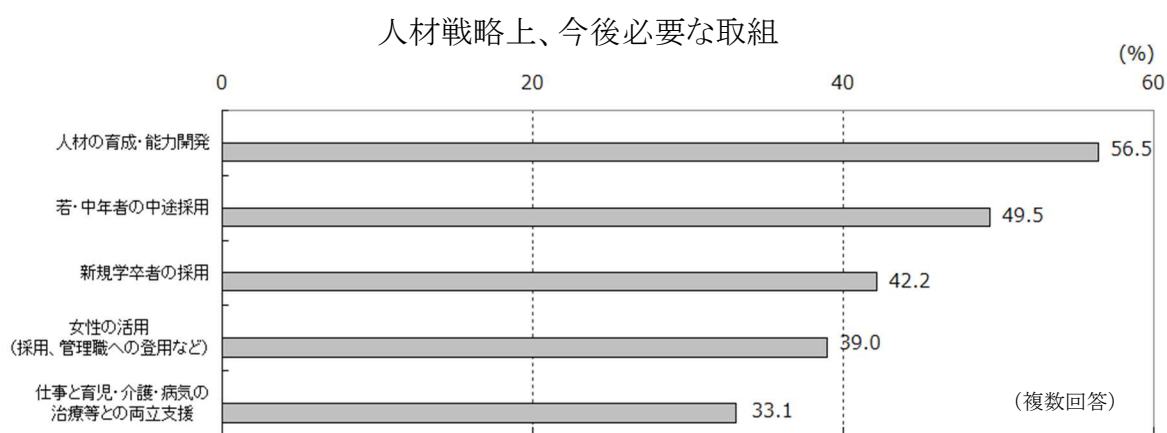 人材戦略上、今後必要な取組
(%)
0 20 40 60
人材の育成・能力開発 56.5
若・中年者の中途採用 49.5
新規学卒者の採用 42.2
女性の活用
(採用、管理職への登用など) 39.0
仕事と育児・介護・病気の
治療等との両立支援 33.1
(複数回答)